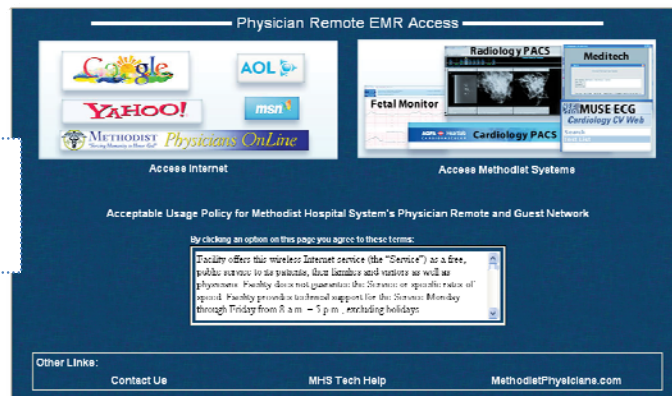 Physician Remote EMR Access
Google
AOL
YAHOO!
msn
METHODIST Physicians OnLine
"Serving Humanity to Honor God"
Access Internet
Radiology PACS
Meditech
Fetal Monitor
MUSE ECG
Cardiology CV Web
Search
Test List
AGFA HEARTLAB
Cardiology PACS
Access Methodist Systems
Acceptable Usage Policy for Methodist Hospital System's Physician Remote and Guest Network
By clicking an option on this page you agree to these terms:
Facility offers this wireless Internet service (the "Service") as a free,
public service to its patients, their families and visitors as well as
physicians. Facility does not guarantee the Service or specific rates of
speed. Facility provides technical support for the Service Monday
through Friday from 8 a.m. – 5 p.m., excluding holidays
Other Links:
Contact Us
MHS Tech Help
MethodistPhysicians.com